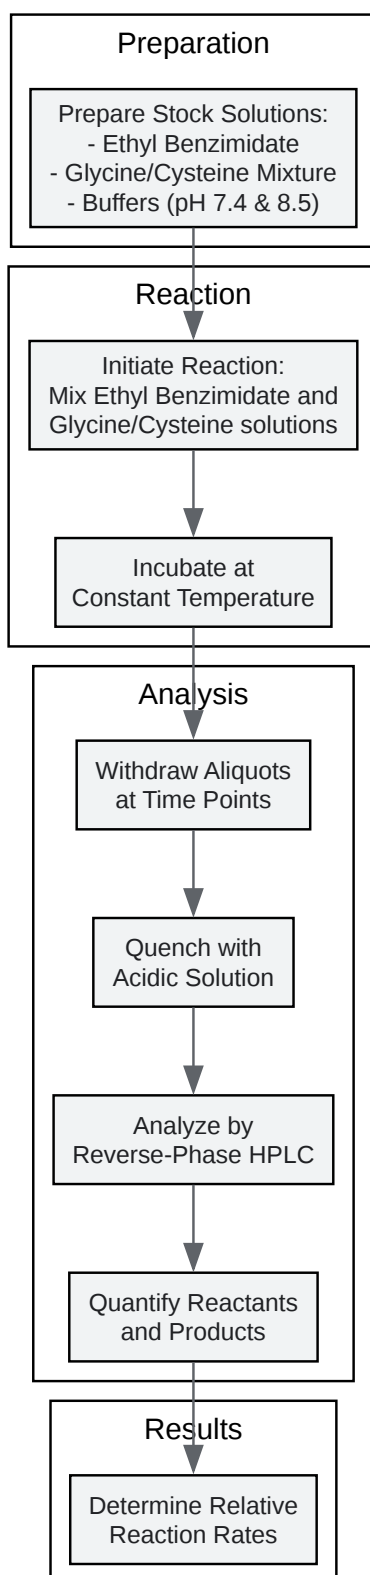 Preparation
Prepare Stock Solutions:
- Ethyl Benzimidate
- Glycine/Cysteine Mixture
- Buffers (pH 7.4 & 8.5)
Reaction
Initiate Reaction:
Mix Ethyl Benzimidate and
Glycine/Cysteine solutions
Incubate at
Constant Temperature
Analysis
Withdraw Aliquots
at Time Points
Quench with
Acidic Solution
Analyze by
Reverse-Phase HPLC
Quantify Reactants
and Products
Results
Determine Relative
Reaction Rates